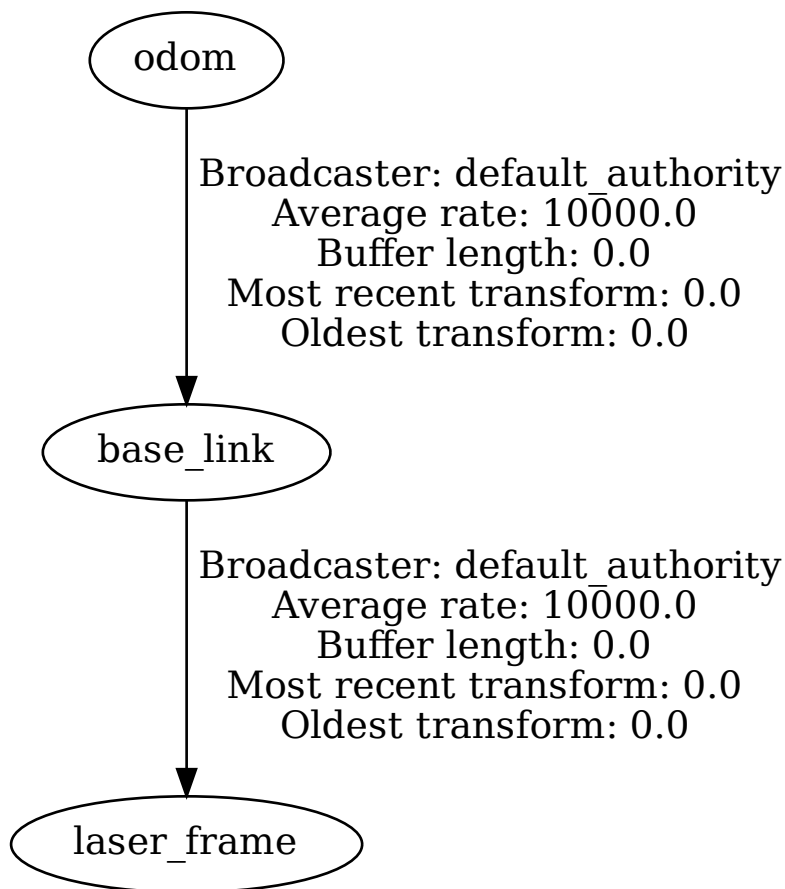 odom
Broadcaster: default_authority
Average rate: 10000.0
Buffer length: 0.0
Most recent transform: 0.0
Oldest transform: 0.0
base_link
Broadcaster: default_authority
Average rate: 10000.0
Buffer length: 0.0
Most recent transform: 0.0
Oldest transform: 0.0
laser_frame